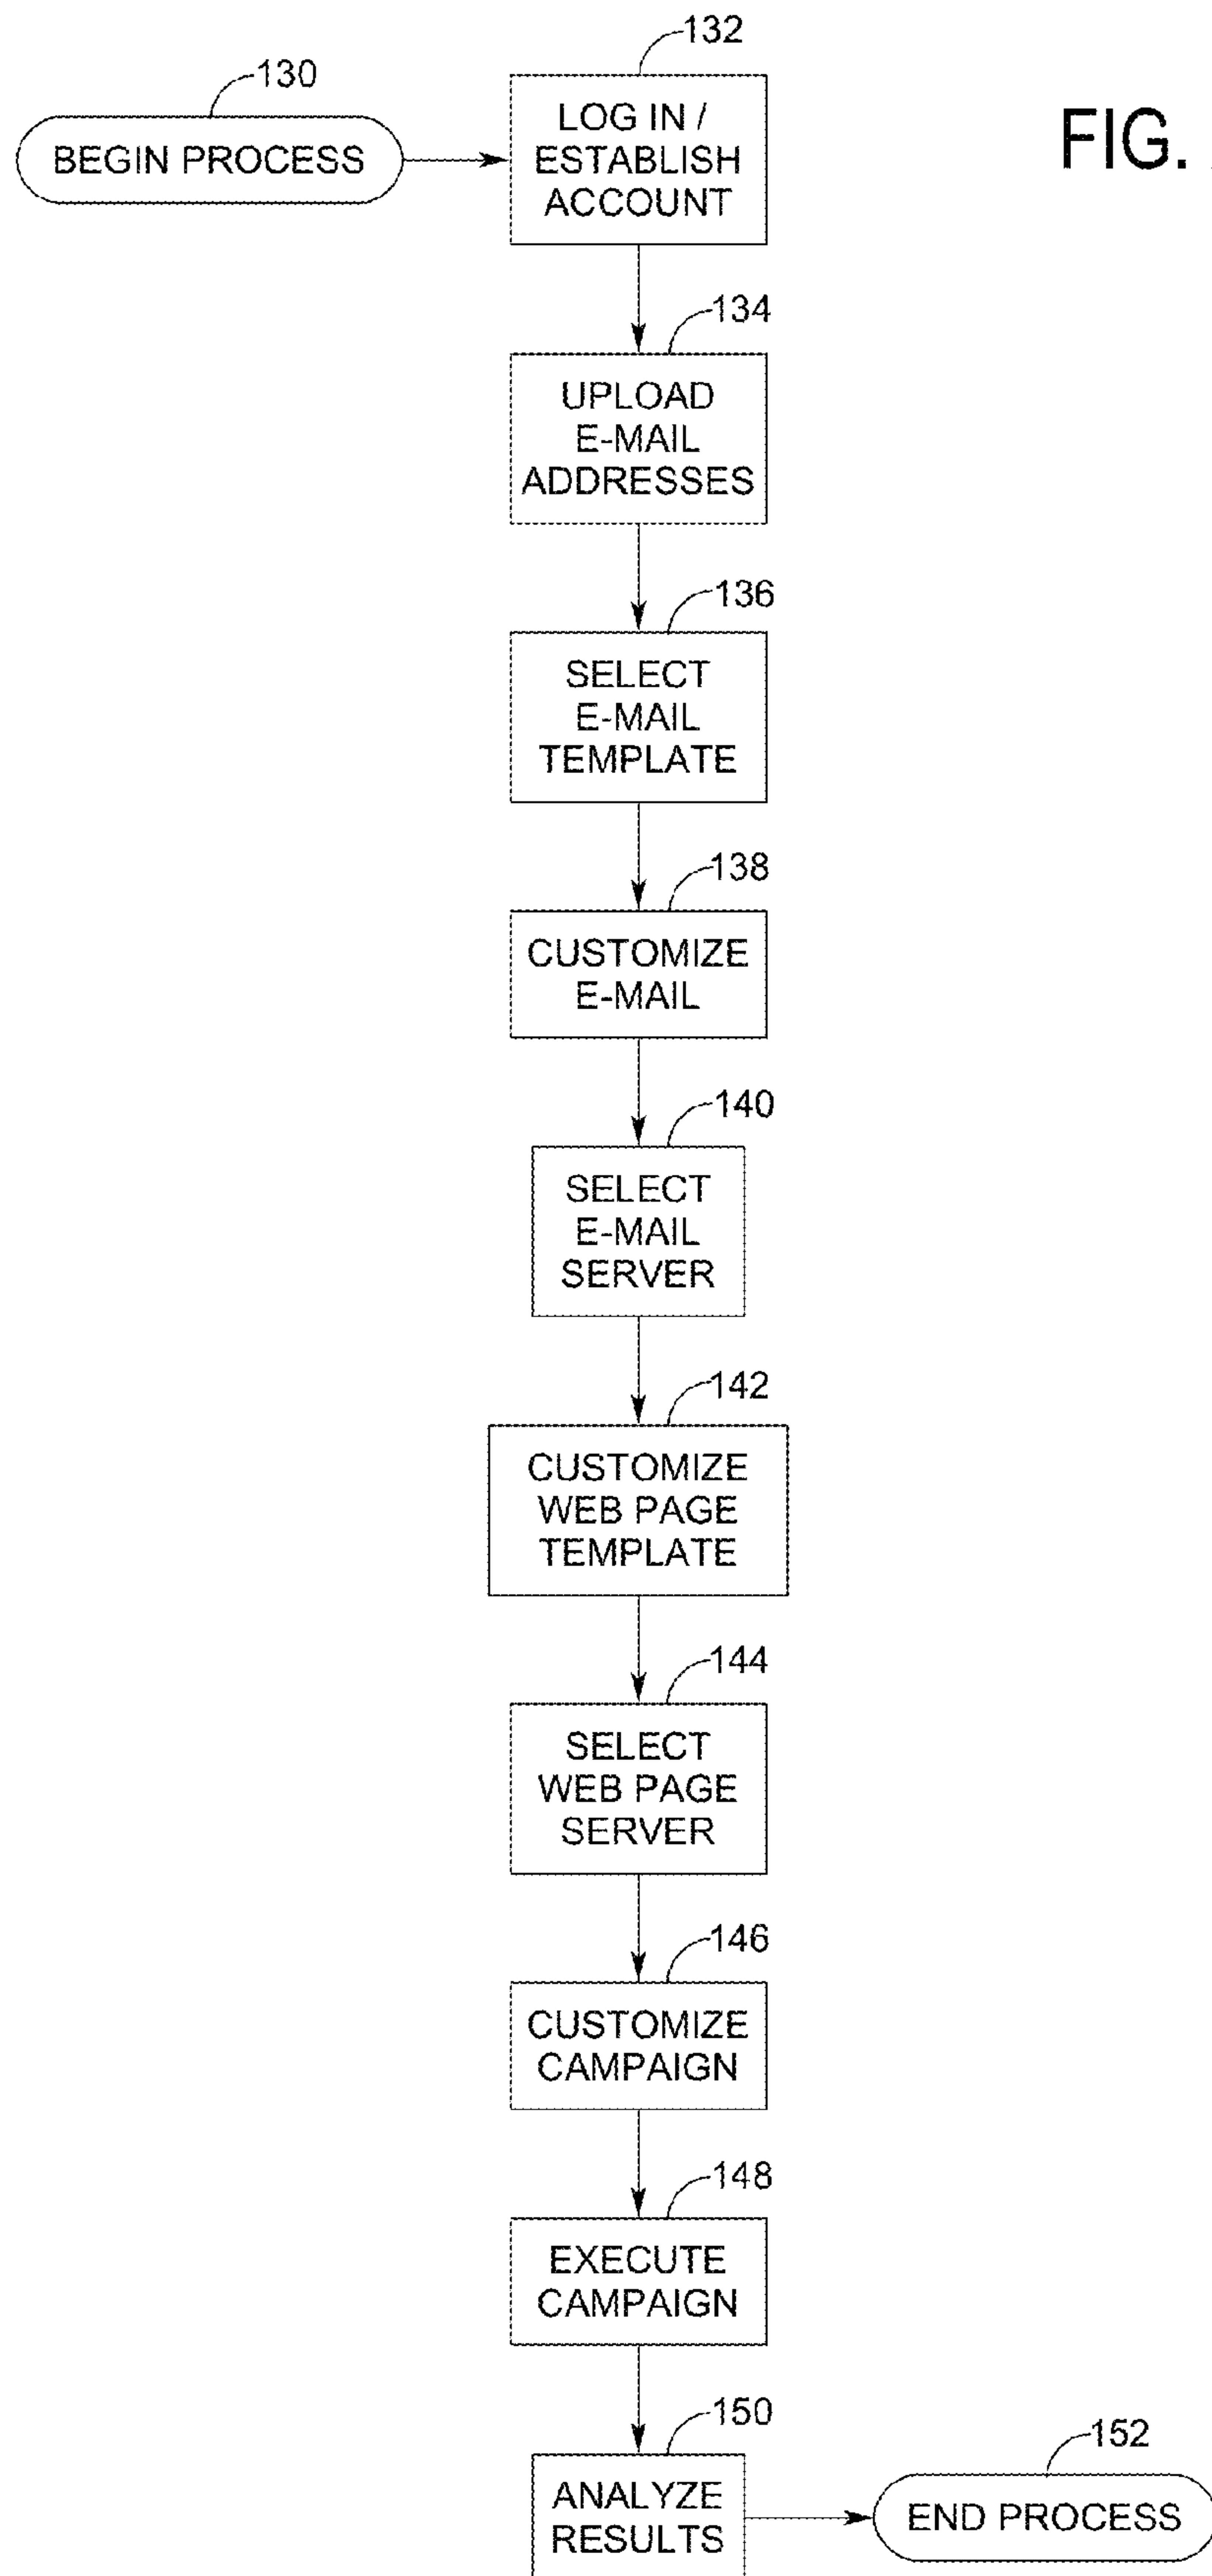 132
130
FIG.
BEGIN PROCESS
LOG IN /
ESTABLISH
ACCOUNT
134
UPLOAD
E-MAIL
ADDRESSES
136
SELECT
E-MAIL
TEMPLATE
138
CUSTOMIZE
E-MAIL
140
SELECT
E-MAIL
SERVER
142
CUSTOMIZE
WEB PAGE
TEMPLATE
144
SELECT
WEB PAGE
SERVER
146
CUSTOMIZE
CAMPAIGN
148
EXECUTE
CAMPAIGN
150
ANALYZE
RESULTS
152
END PROCESS